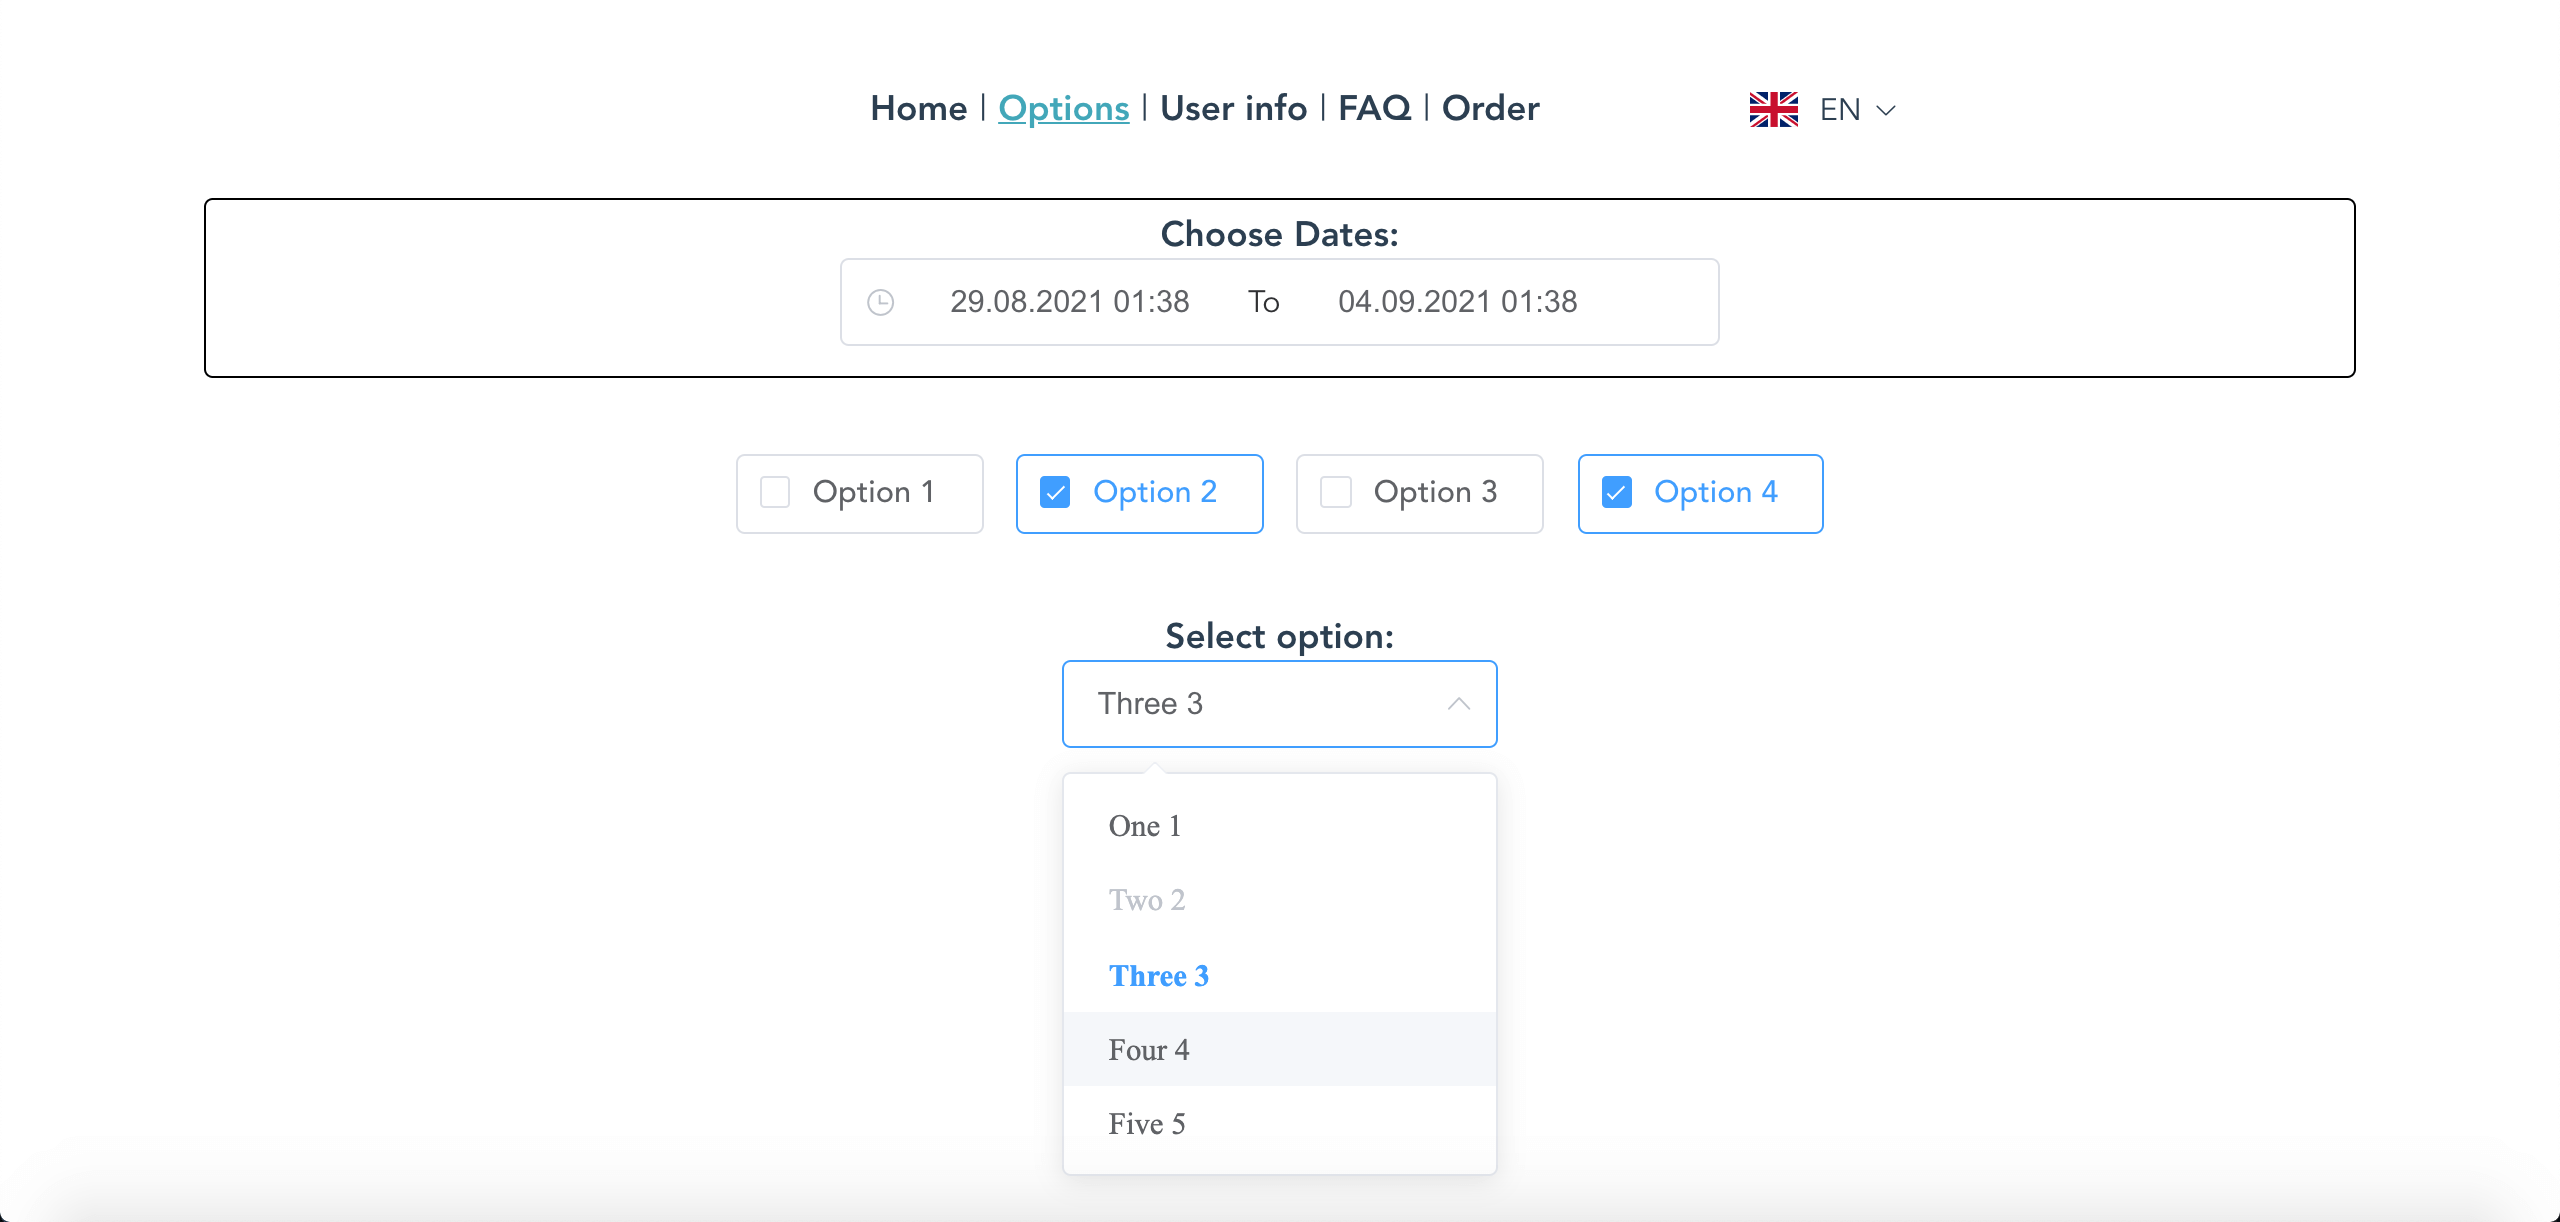 Home | Options | User info | FAQ | Order EN
Choose Dates:
29.08.2021 01:38 To 04.09.2021 01:38
Option 1 Option 2 Option 3 Option 4
Select option:
Three 3
One 1
Two 2
Three 3
Four 4
Five 5